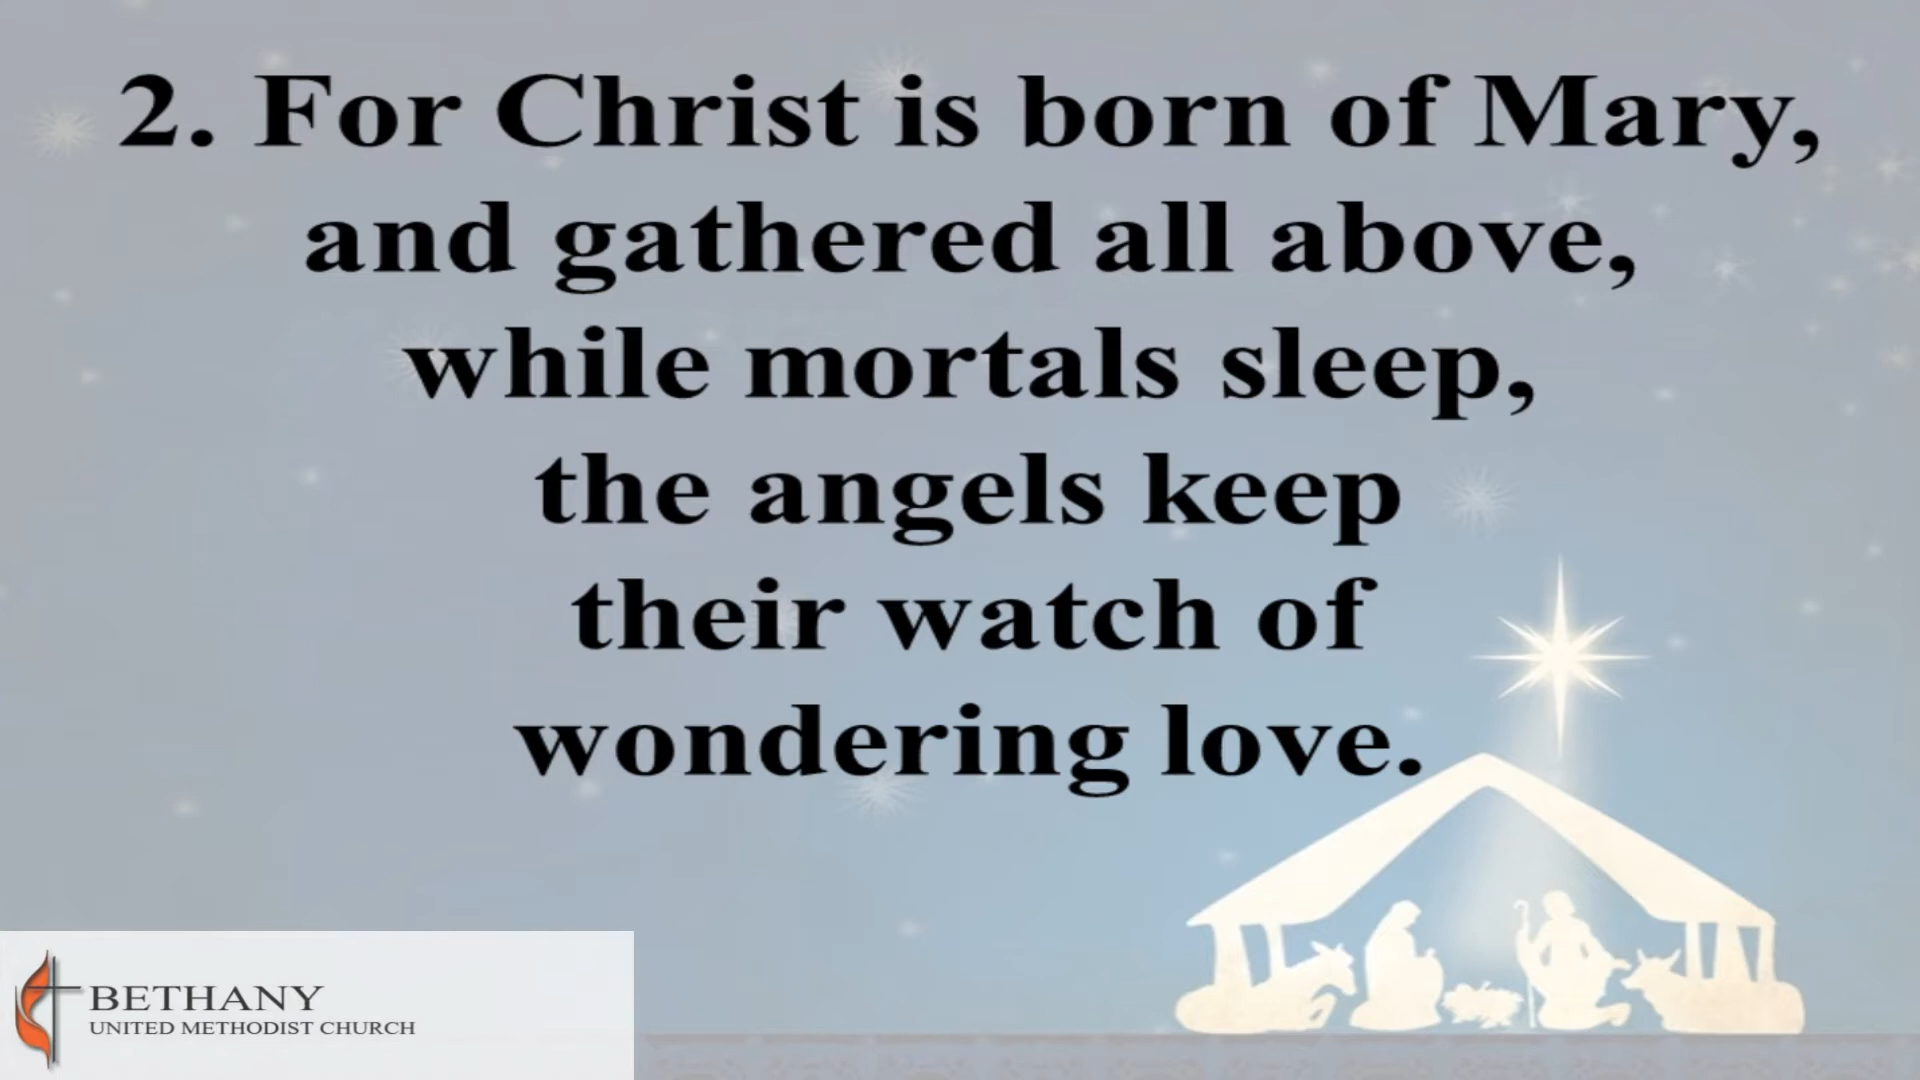 2. For Christ is born of Mary,
and gathered all above,
while mortals sleep,
the angels keep
their watch of
wondering love.
BETHANY
UNITED METHODIST CHURCH